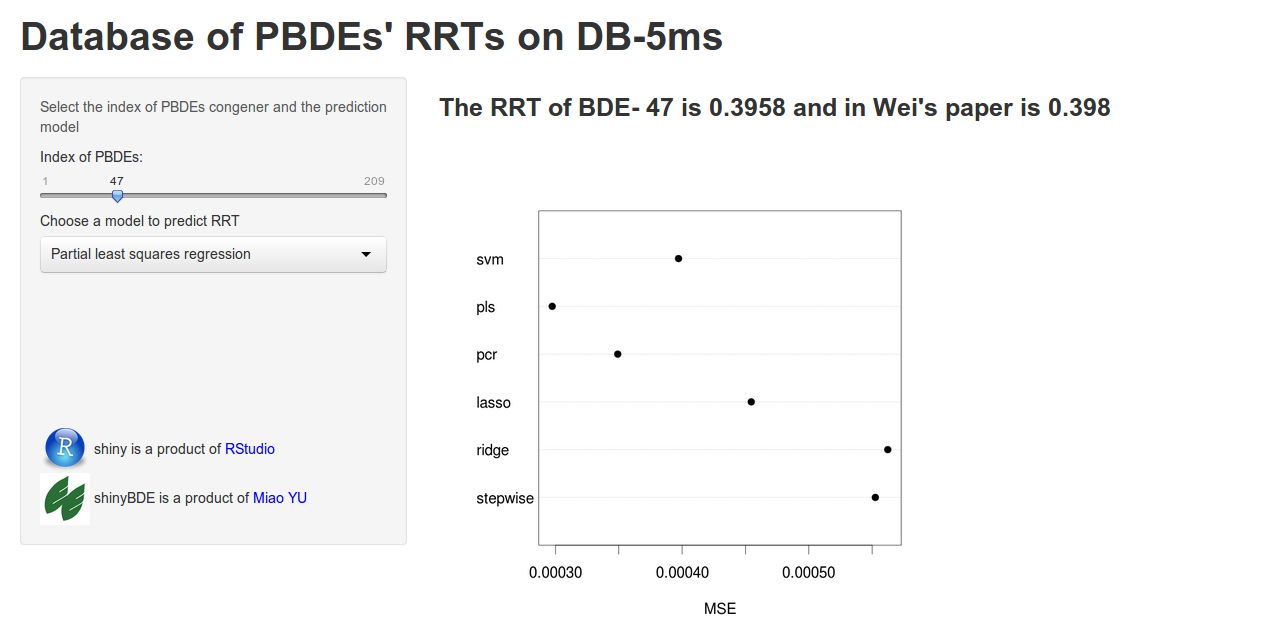 Database of PBDEs' RRTs on DB-5ms
Select the index of PBDEs congener and the prediction
model
Index of PBDEs:
1 47 209
Choose a model to predict RRT
Partial least squares regression
R shiny is a product of RStudio
shinyBDE is a product of Miao YU
The RRT of BDE- 47 is 0.3958 and in Wei's paper is 0.398
svm
pls
pcr
lasso
ridge
stepwise
0.00030 0.00040 0.00050
MSE